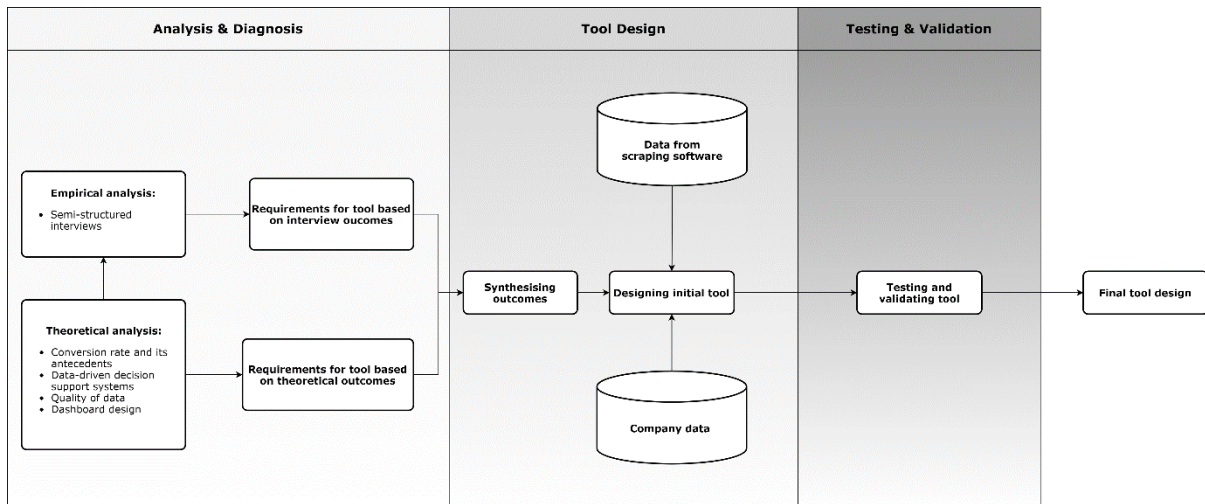 Analysis & Diagnosis
Tool Design
Testing & Validation
Data from
scraping software
Empirical analysis:
• Semi-structured
interviews
Requirements for tool based
on interview oucomes
Synthesising
outcomes
Designing initial tool
Testing and
validating tool
Final tool design
Theoretical analysis:
• Conversion rate and its
antecedents
• Data-driven decision
support systems
• Quality of data
• Dashboard design
Requirements for tool based
on theoretical outcomes
Company data